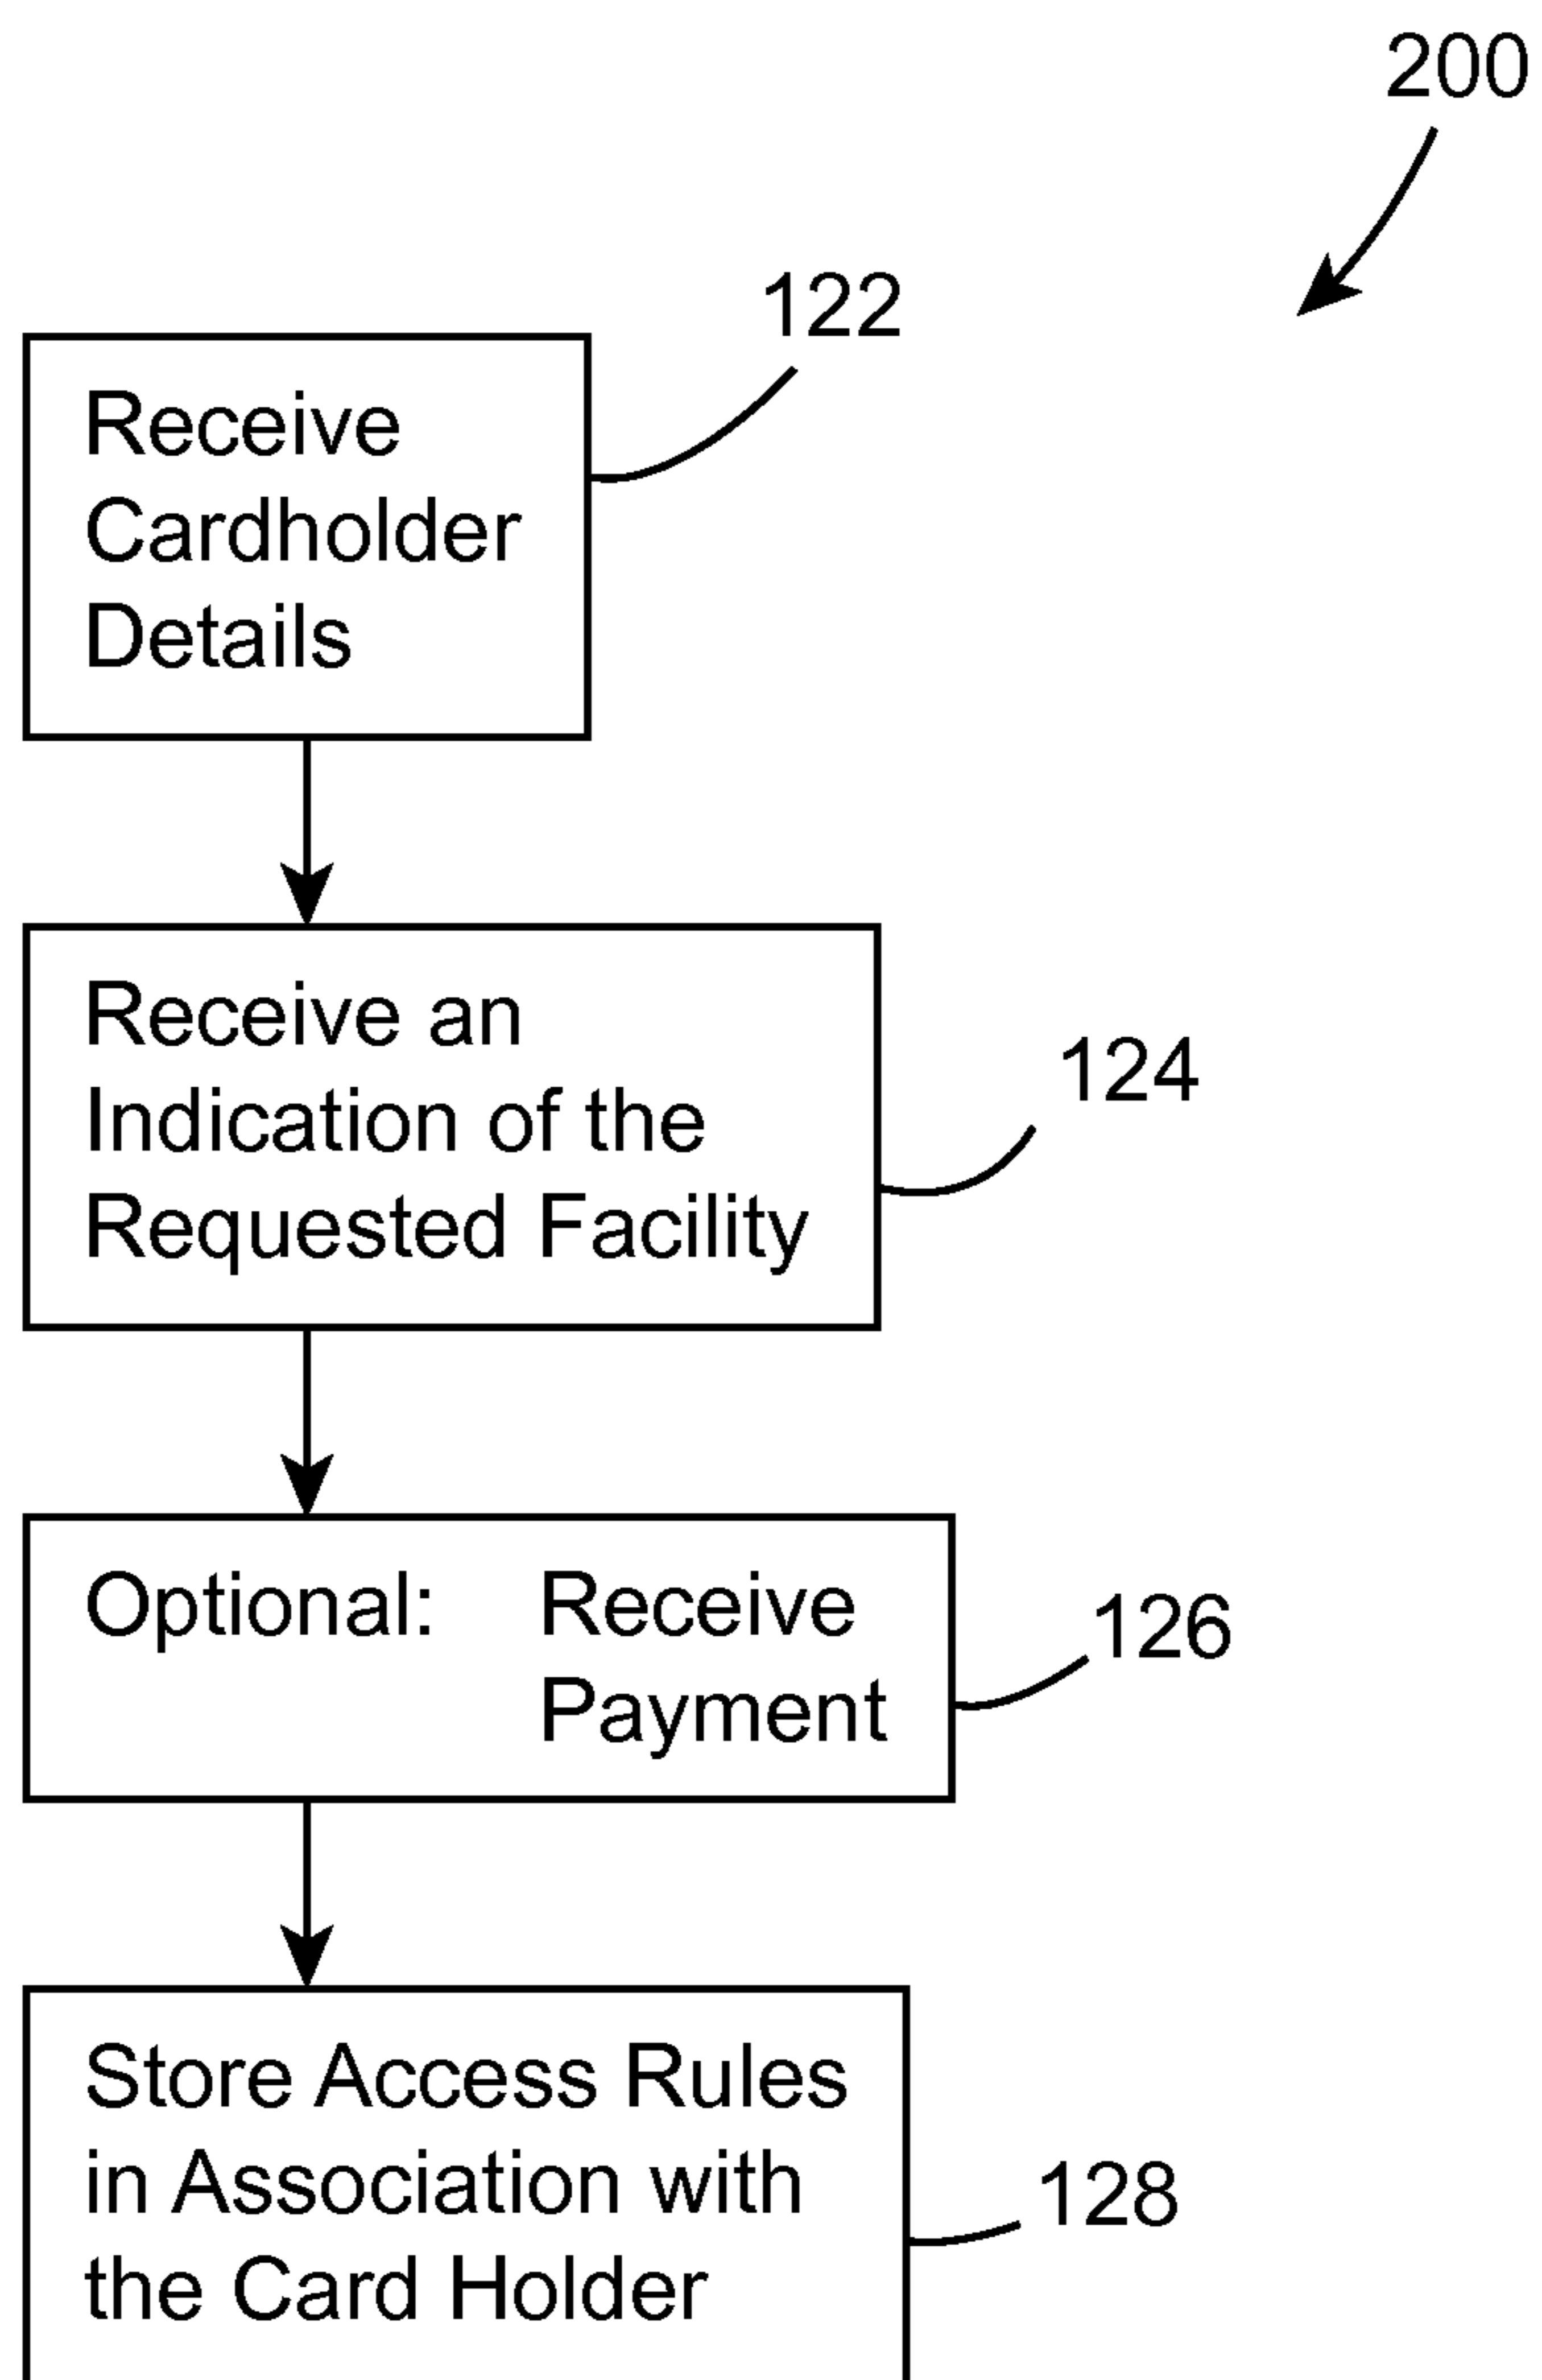 200
122
Receive
Cardholder
Details
Receive an
Indication of the
Requested Facility
124
Optional: Receive
Payment
126
Store Access Rules
in Association with
the Card Holder
128